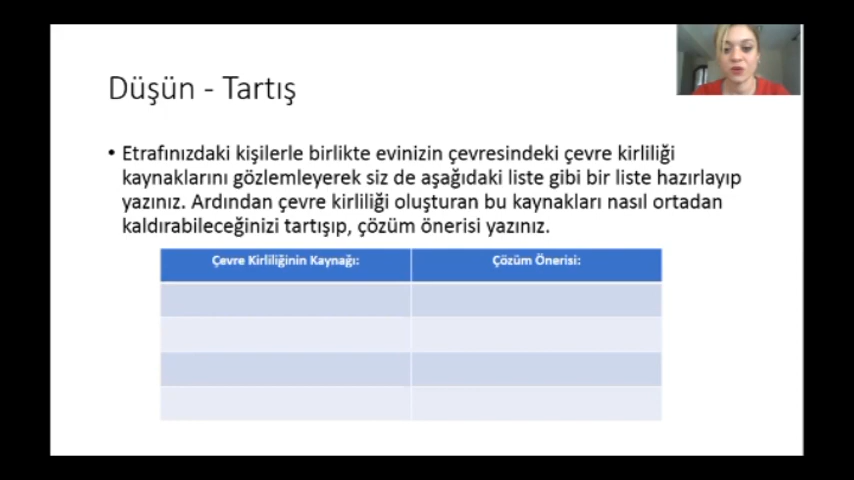 Düşün - Tartış
• Etrafınızdaki kişilerle birlikte evinizin çevresindeki çevre kirliliği
kaynaklarını gözlemleyerek siz de aşağıdaki liste gibi bir liste hazırlayıp
yazınız. Ardından çevre kirliliği oluşturan bu kaynakları nasıl ortadan
kaldırabileceğinizi tartışıp, çözüm önerisi yazınız.
Çevre Kirliliğinin Kaynağı: Çözüm Önerisi: